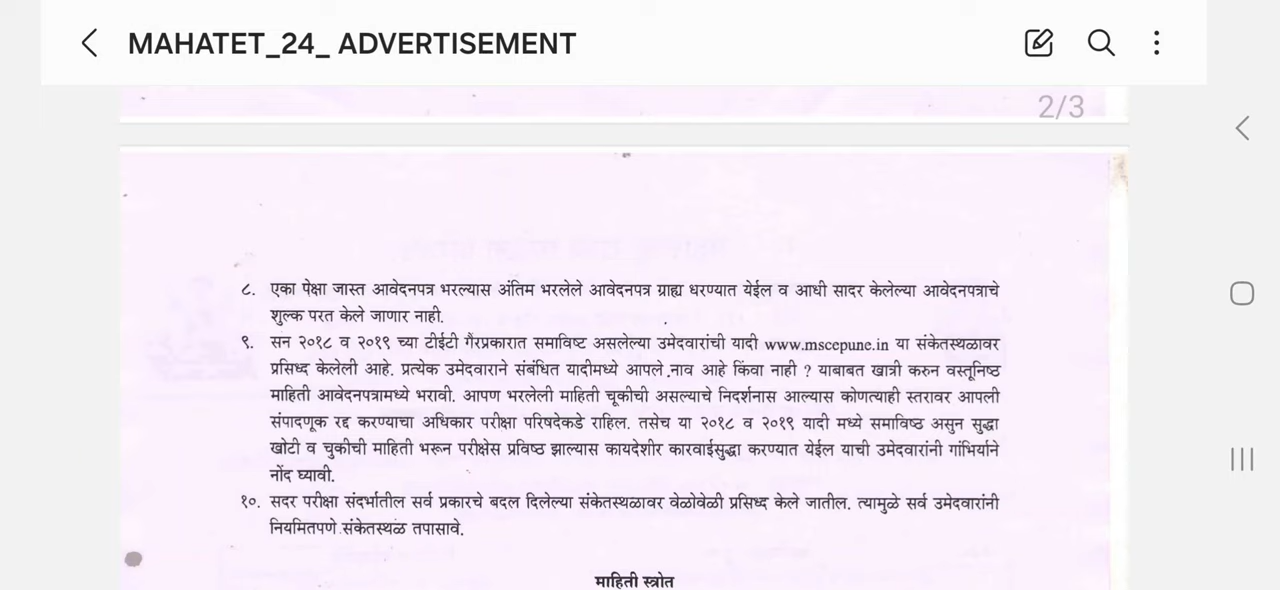 MAHATET_24_ ADVERTISEMENT
2/3
८. एका पेक्षा जास्त आवेदनपत्र भरल्यास अंतिम भरलेले आवेदनपत्र ग्राह्य धरण्यात येईल व आधी सादर केलेल्या आवेदनपत्राचे
शुल्क परत केले जाणार नाही.
९. सन २०१८ व २०१९ च्या टीईटी गैरप्रकारात समाविष्ट असलेल्या उमेदवारांची यादी www.mscepune.in या संकेतस्थळावर
प्रसिध्द केलेली आहे. प्रत्येक उमेदवाराने संबंधित यादीमध्ये आपले नाव आहे किंवा नाही ? याबाबत खात्री करुन वस्तूनिष्ठ
माहिती आवेदनपत्रामध्ये भरावी. आपण भरलेली माहिती चूकीची असल्याचे निदर्शनास आल्यास कोणत्याही स्तरावर आपली
संपादणूक रद्द करण्याचा अधिकार परीक्षा परिषदेकडे राहिल. तसेच या २०१८ व २०१९ यादी मध्ये समाविष्ठ असुन सुद्धा
खोटी व चुकीची माहिती भरून परीक्षेस प्रविष्ठ झाल्यास कायदेशीर कारवाईसुद्धा करण्यात येईल याची उमेदवारांनी गांभिर्याने
नोंद घ्यावी.
१०. सदर परीक्षा संदर्भातील सर्व प्रकारचे बदल दिलेल्या संकेतस्थळावर वेळोवेळी प्रसिध्द केले जातील. त्यामुळे सर्व उमेदवारांनी
नियमितपणे संकेतस्थळ तपासावे.
माहिती स्त्रोत